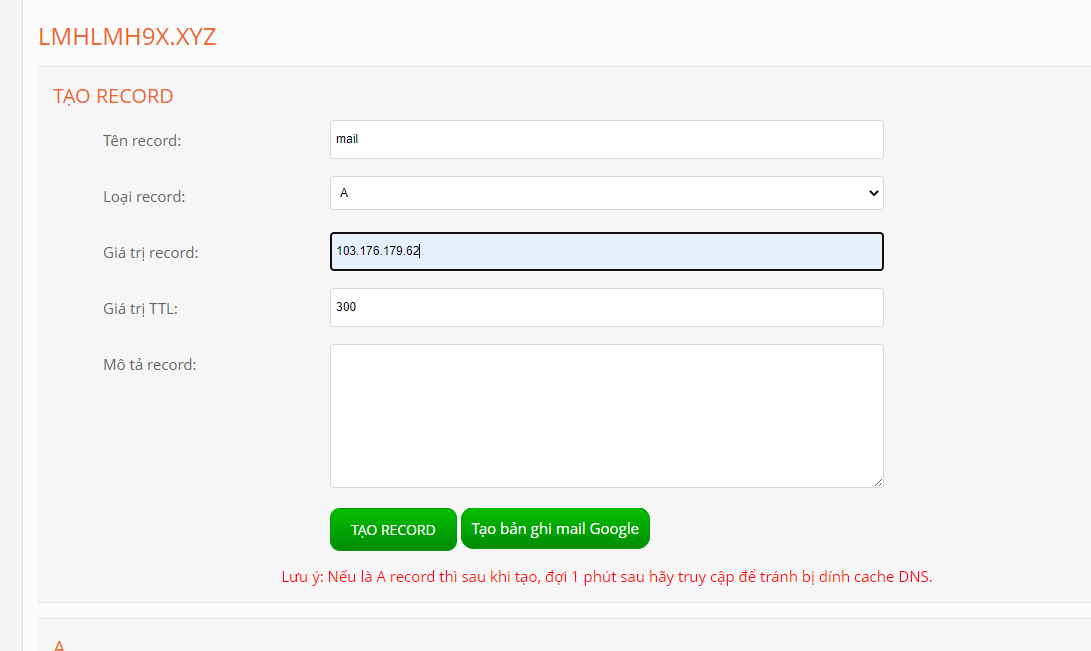 LMHLMH9X.XYZ
TẠO RECORD
Tên record:
mail
Loại record:
A
Giá trị record:
103.176.179.62
Giá trị TTL:
300
Mô tả record:
TẠO RECORD
Tạo bản ghi mail Google
Lưu ý: Nếu là A record thì sau khi tạo, đợi 1 phút sau hãy truy cập để tránh bị dính cache DNS.
A